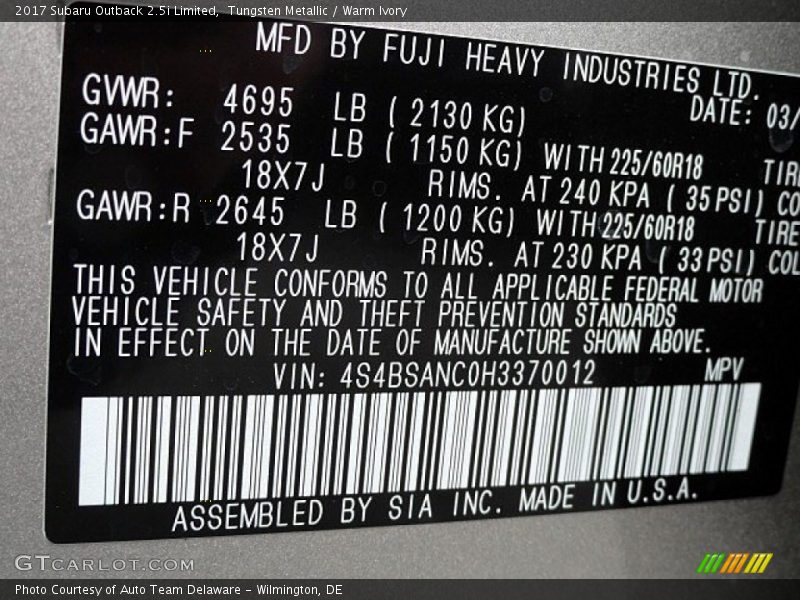 2017 Subaru Outback 2.5i Limited, Tungsten Metallic / Warm Ivory
MFD BY FUJI HEAVY INDUSTRIES LTD.
GVWR: 4695 LB ( 2130 KG) DATE: 03/
GAWR:F 2535 LB ( 1150 KG) WITH 225/60R18
18X7J RIMS. AT 240 KPA ( 35 PSI)
GAWR:R 2645 LB ( 1200 KG) WITH 225/60R18 TIRE
18X7J RIMS. AT 230 KPA ( 33 PSI) COL
THIS VEHICLE CONFORMS TO ALL APPLICABLE FEDERAL MOTOR
VEHICLE SAFETY AND THEFT PREVENTION STANDARDS
IN EFFECT ON THE DATE OF MANUFACTURE SHOWN ABOVE.
VIN: 4S4BSANC0H3370012 MPV
ASSEMBLED BY SIA INC. MADE IN U.S.A.
GTCARLOT.COM
Photo Courtesy of Auto Team Delaware - Wilmington, DE